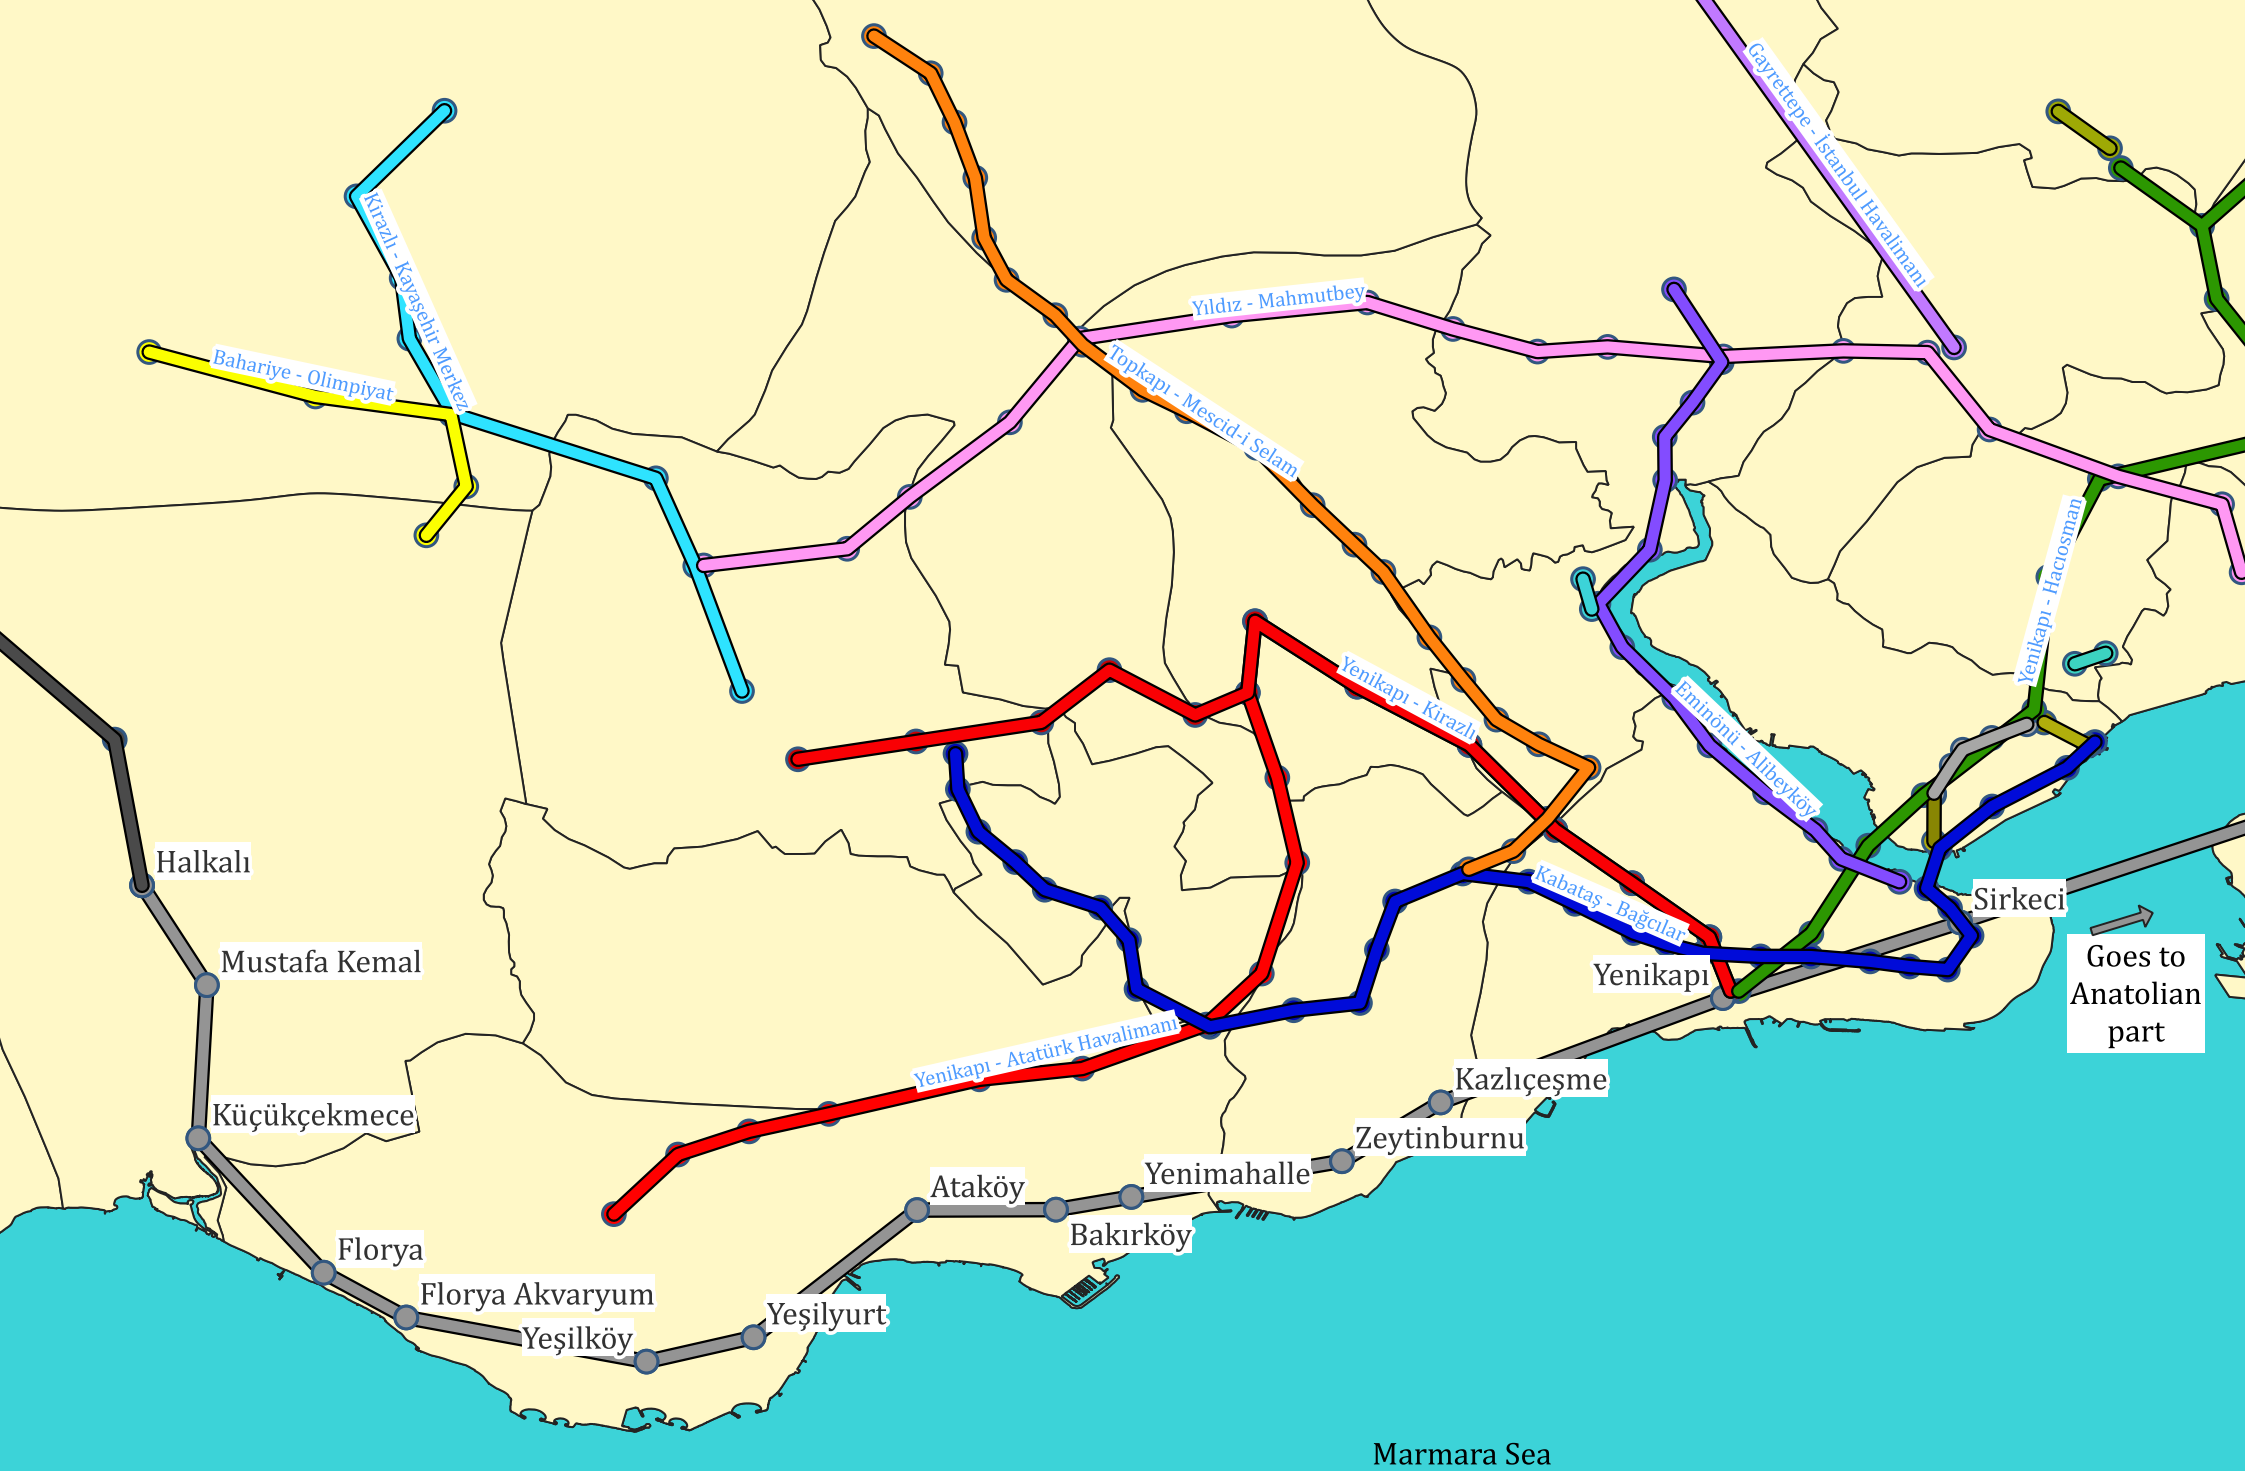 Gayrettepe - İstanbul Havalimanı
Kirazlı - Kayaşehir Merkez
Bahariye - Olimpiyat
Yıldız - Mahmutbey
Topkapı - Mescid-i Selam
Yenikapı - Hacıosman
Yenikapı - Kirazlı
Eminönü - Alibeyköy
Halkalı
Kabataş - Bağcılar
Sirkeci
Mustafa Kemal
Yenikapı
Goes to
Anatolian
part
Yenikapı - Atatürk Havalimanı
Kazlıçeşme
Küçükçekmece
Zeytinburnu
Yenimahalle
Ataköy
Bakırköy
Florya
Florya Akvaryum
Yeşilyurt
Yeşilköy
Marmara Sea